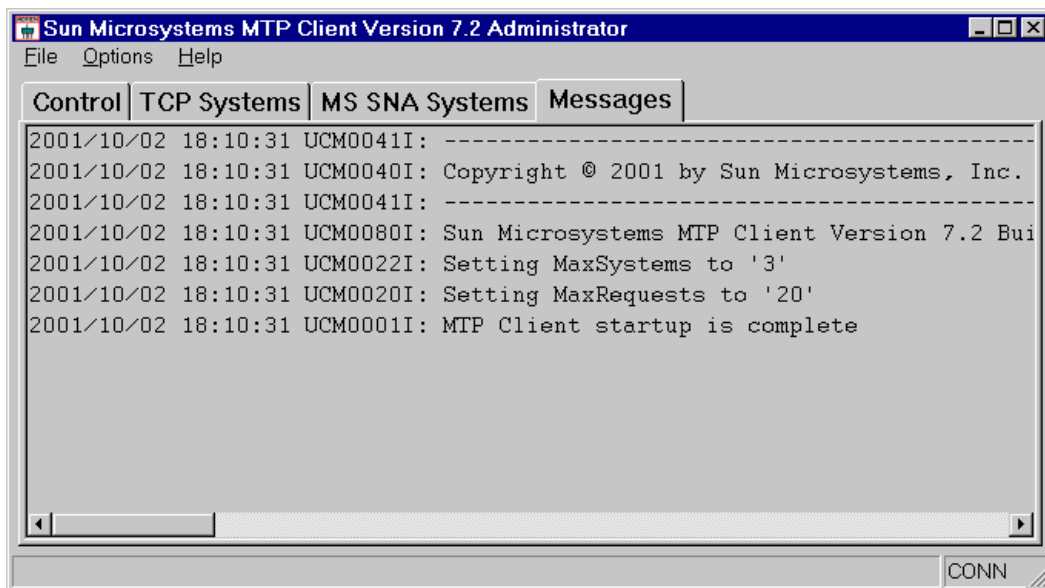 Sun Microsystems MTP Client Version 7.2 Administrator
File Options Help
Control TCP Systems MS SNA Systems Messages
2001/10/02 18:10:31 UCM0041I: -------------------------------------------
2001/10/02 18:10:31 UCM0040I: Copyright © 2001 by Sun Microsystems, Inc.
2001/10/02 18:10:31 UCM0041I: -------------------------------------------
2001/10/02 18:10:31 UCM0080I: Sun Microsystems MTP Client Version 7.2 Bui
2001/10/02 18:10:31 UCM0022I: Setting MaxSystems to '3'
2001/10/02 18:10:31 UCM0020I: Setting MaxRequests to '20'
2001/10/02 18:10:31 UCM0001I: MTP Client startup is complete
CONN